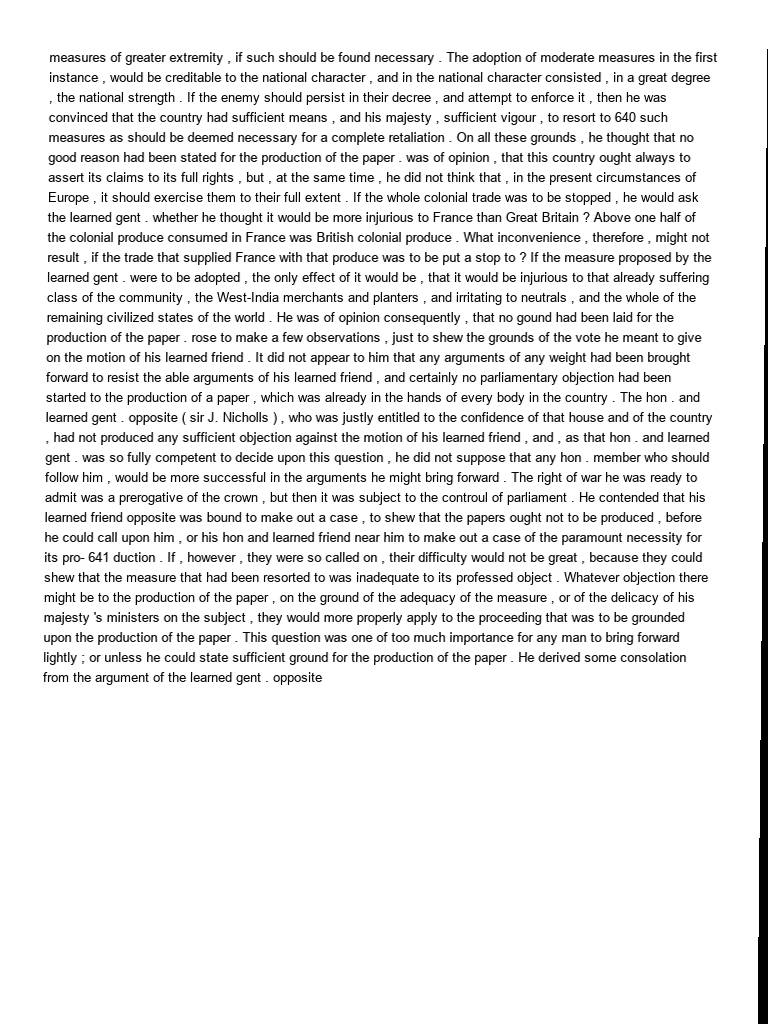 measures of greater extremity , if such should be found necessary . The adoption of moderate measures in the first
instance , would be creditable to the national character , and in the national character consisted , in a great degree
, the national strength . If the enemy should persist in their decree , and attempt to enforce it , then he was
convinced that the country had sufficient means , and his majesty , sufficient vigour , to resort to 640 such
measures as should be deemed necessary for a complete retaliation . On all these grounds , he thought that no
good reason had been stated for the production of the paper . was of opinion , that this country ought always to
assert its claims to its full rights , but , at the same time , he did not think that , in the present circumstances of
Europe , it should exercise them to their full extent . If the whole colonial trade was to be stopped , he would ask
the learned gent . whether he thought it would be more injurious to France than Great Britain ? Above one half of
the colonial produce consumed in France was British colonial produce . What inconvenience , therefore , might not
result , if the trade that supplied France with that produce was to be put a stop to ? If the measure proposed by the
learned gent . were to be adopted , the only effect of it would be , that it would be injurious to that already suffering
class of the community , the West-India merchants and planters , and irritating to neutrals , and the whole of the
remaining civilized states of the world . He was of opinion consequently , that no gound had been laid for the
production of the paper . rose to make a few observations , just to shew the grounds of the vote he meant to give
on the motion of his learned friend . It did not appear to him that any arguments of any weight had been brought
forward to resist the able arguments of his learned friend , and certainly no parliamentary objection had been
started to the production of a paper , which was already in the hands of every body in the country . The hon . and
learned gent . opposite ( sir J. Nicholls ) , who was justly entitled to the confidence of that house and of the country
, had not produced any sufficient objection against the motion of his learned friend , and , as that hon . and learned
gent . was so fully competent to decide upon this question , he did not suppose that any hon . member who should
follow him , would be more successful in the arguments he might bring forward . The right of war he was ready to
admit was a prerogative of the crown , but then it was subject to the controul of parliament . He contended that his
learned friend opposite was bound to make out a case , to shew that the papers ought not to be produced , before
he could call upon him , or his hon and learned friend near him to make out a case of the paramount necessity for
its pro- 641 duction . If , however , they were so called on , their difficulty would not be great , because they could
shew that the measure that had been resorted to was inadequate to its professed object . Whatever objection there
might be to the production of the paper , on the ground of the adequacy of the measure , or of the delicacy of his
majesty 's ministers on the subject , they would more properly apply to the proceeding that was to be grounded
upon the production of the paper . This question was one of too much importance for any man to bring forward
lightly ; or unless he could state sufficient ground for the production of the paper . He derived some consolation
from the argument of the learned gent . opposite